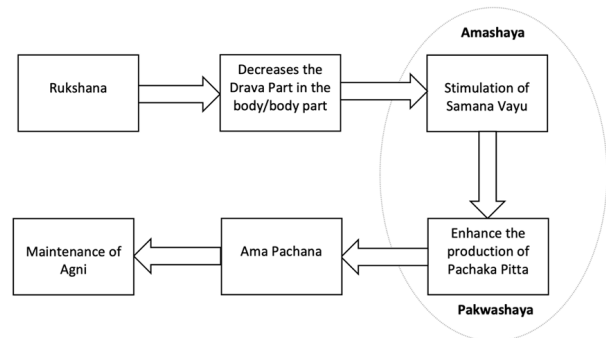 Amashaya
Rukshana
Decreases the
Drava Part in the
body/body part
Stimulation of
Samana Vayu
Enhance the
production of
Pachaka Pitta
Ama Pachana
Maintenance of
Agni
Pakwashaya